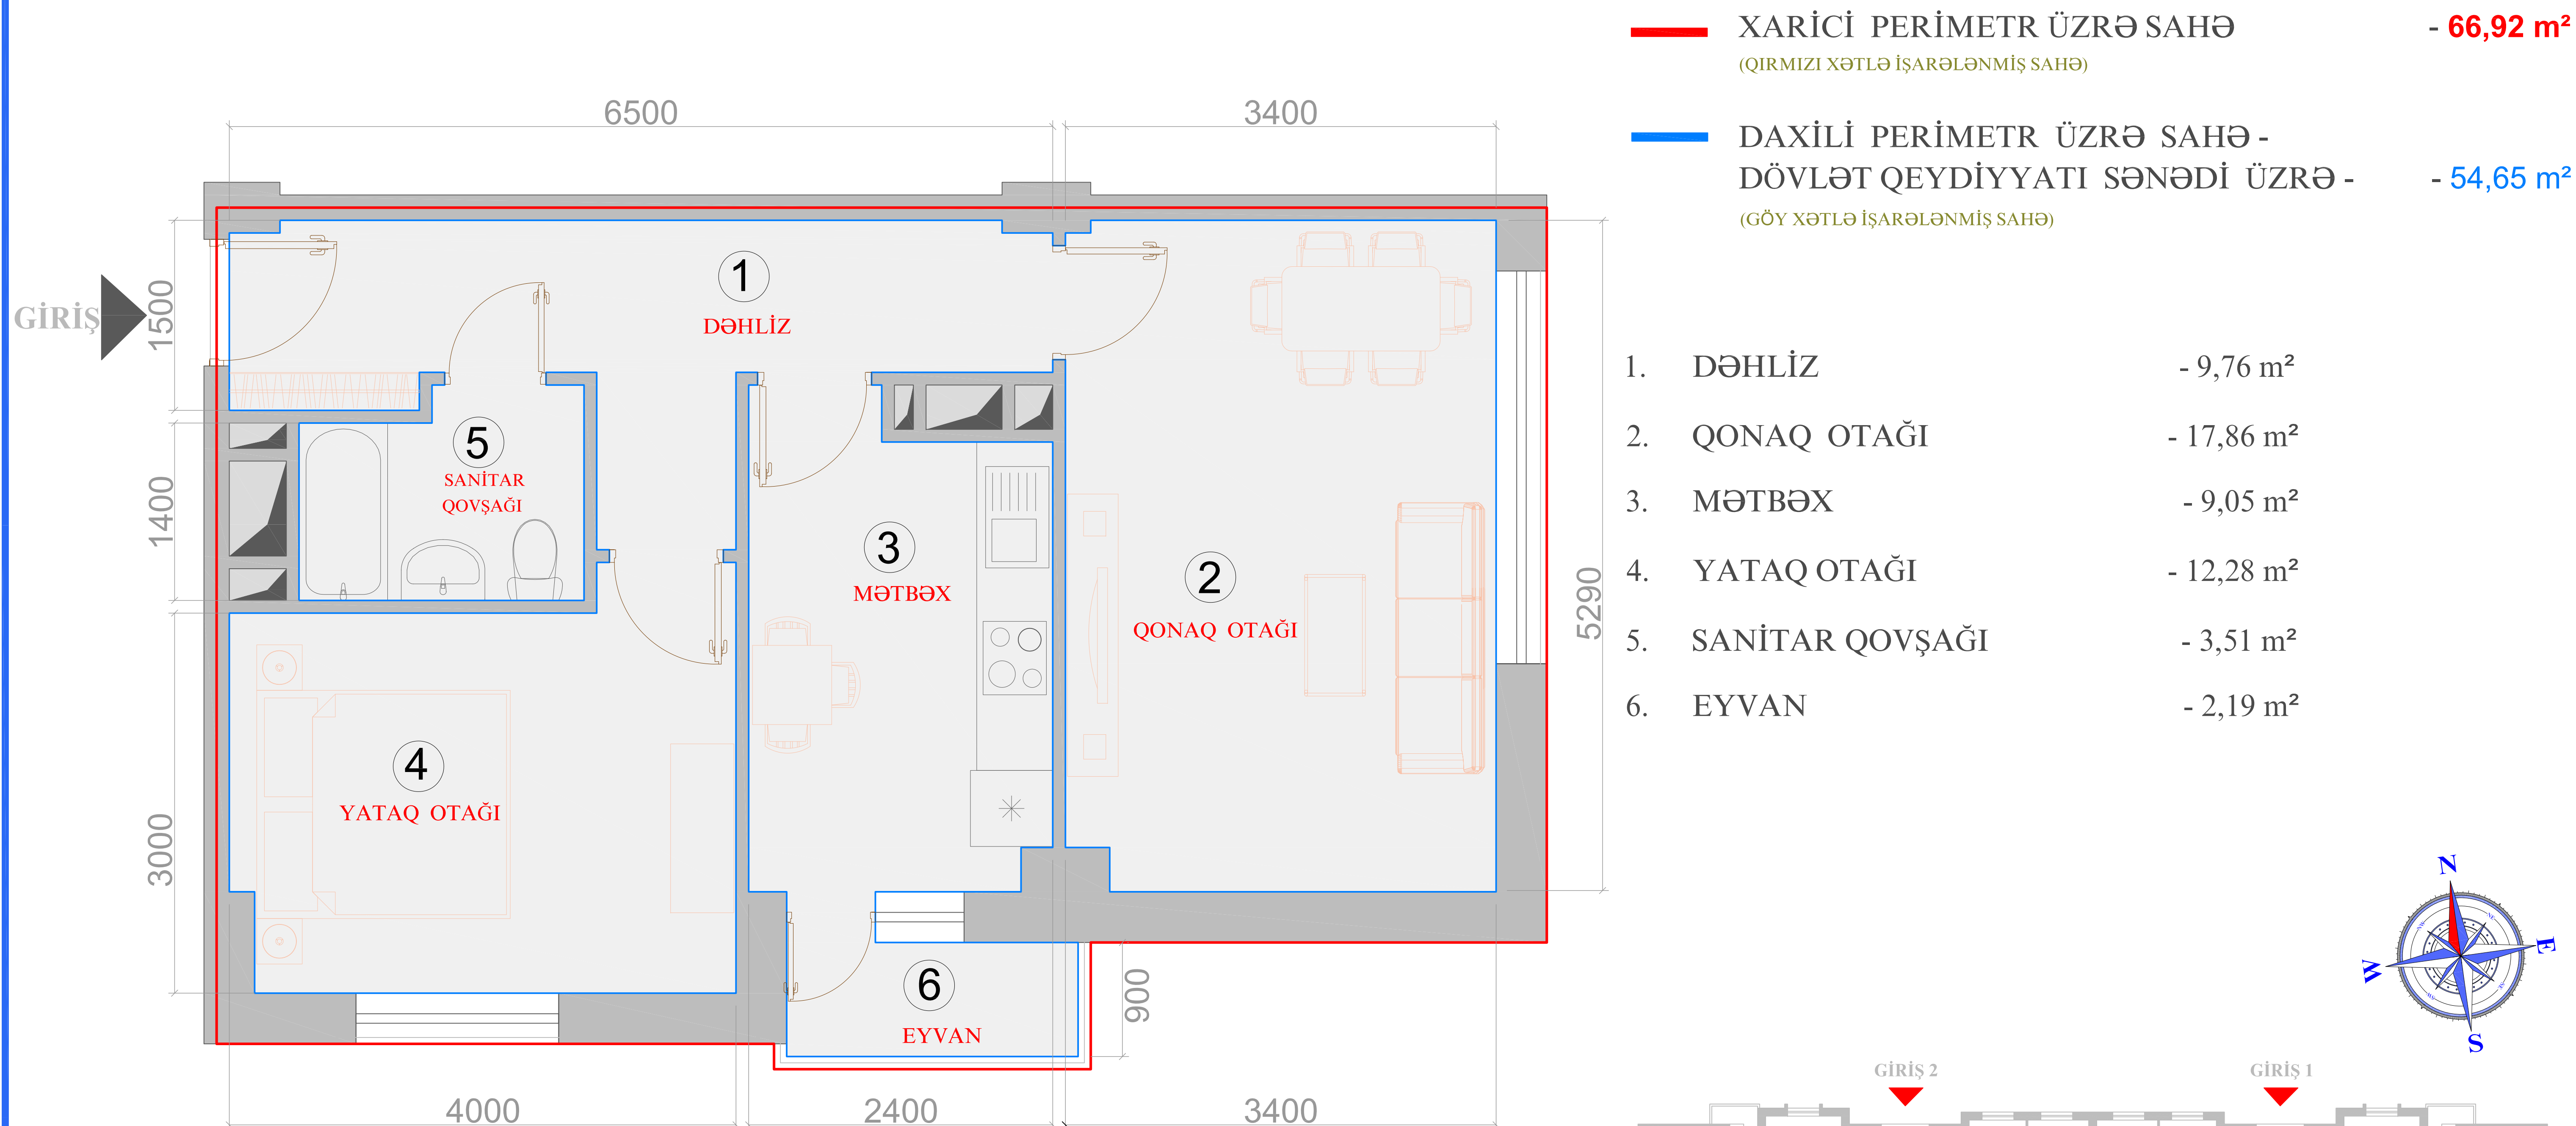 XARİCİ PERİMETR ÜZRƏ SAHƏ - 66,92 m²
(QIRMIZI XƏTLƏ İŞARƏLƏNMİŞ SAHƏ)
DAXİLİ PERİMETR ÜZRƏ SAHƏ -
DÖVLƏT QEYDİYYATI SƏNƏDİ ÜZRƏ - - 54,65 m²
(GÖY XƏTLƏ İŞARƏLƏNMİŞ SAHƏ)
6500
3400
GİRİŞ
1500
1400
3000
1
DƏHLİZ
5
SANİTAR
QOVŞAĞI
3
MƏTBƏX
2
QONAQ OTAĞI
4
YATAQ OTAĞI
6
EYVAN
5290
900
4000
2400
3400
1. DƏHLİZ - 9,76 m²
2. QONAQ OTAĞI - 17,86 m²
3. MƏTBƏX - 9,05 m²
4. YATAQ OTAĞI - 12,28 m²
5. SANİTAR QOVŞAĞI - 3,51 m²
6. EYVAN - 2,19 m²
N
E
W
S
GİRİŞ 2
GİRİŞ 1